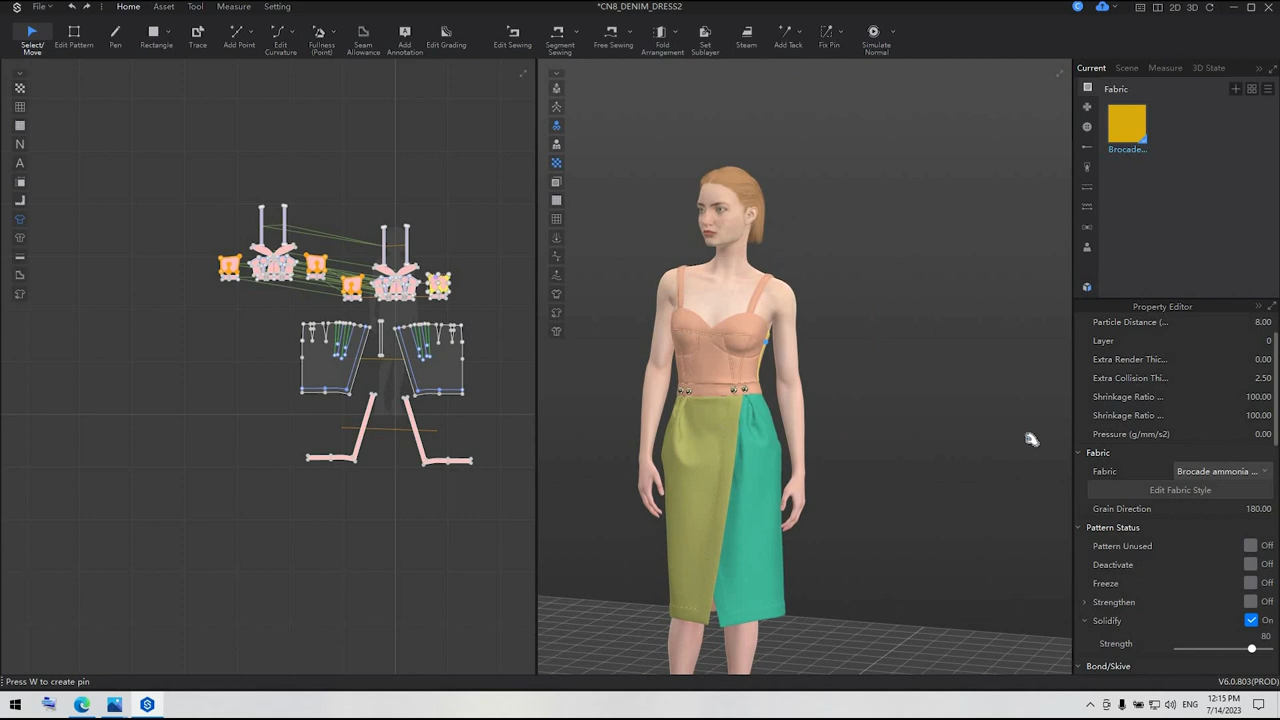 File Home Asset Tool Measure Setting
*CN8_DENIM_DRESS2
2D 3D
Select/Move
Edit Pattern
Pen
Rectangle
Trace
Add Point
Edit Curvature
Fullness (Point)
Seam Allowance
Add Annotation
Edit Grading
Edit Sewing
Segment Sewing
Free Sewing
Fold Arrangement
Set Sublayer
Steam
Add Tack
Fix Pin
Simulate Normal
Current Scene Measure 3D State
Fabric
Brocade...
Property Editor
Particle Distance (... 8.00
Layer 0
Extra Render Thic... 0.00
Extra Collision Thi... 2.50
Shrinkage Ratio ... 100.00
Shrinkage Ratio ... 100.00
Pressure (g/mm/s2) 0.00
Fabric
Fabric Brocade ammonia ...
Edit Fabric Style
Grain Direction 180.00
Pattern Status
Pattern Unused Off
Deactivate Off
Freeze Off
Strengthen Off
Solidify On
80
Strength
Bond/Skive
Press W to create pin
V6.0.803(PROD)
ENG
12:15 PM
7/14/2023